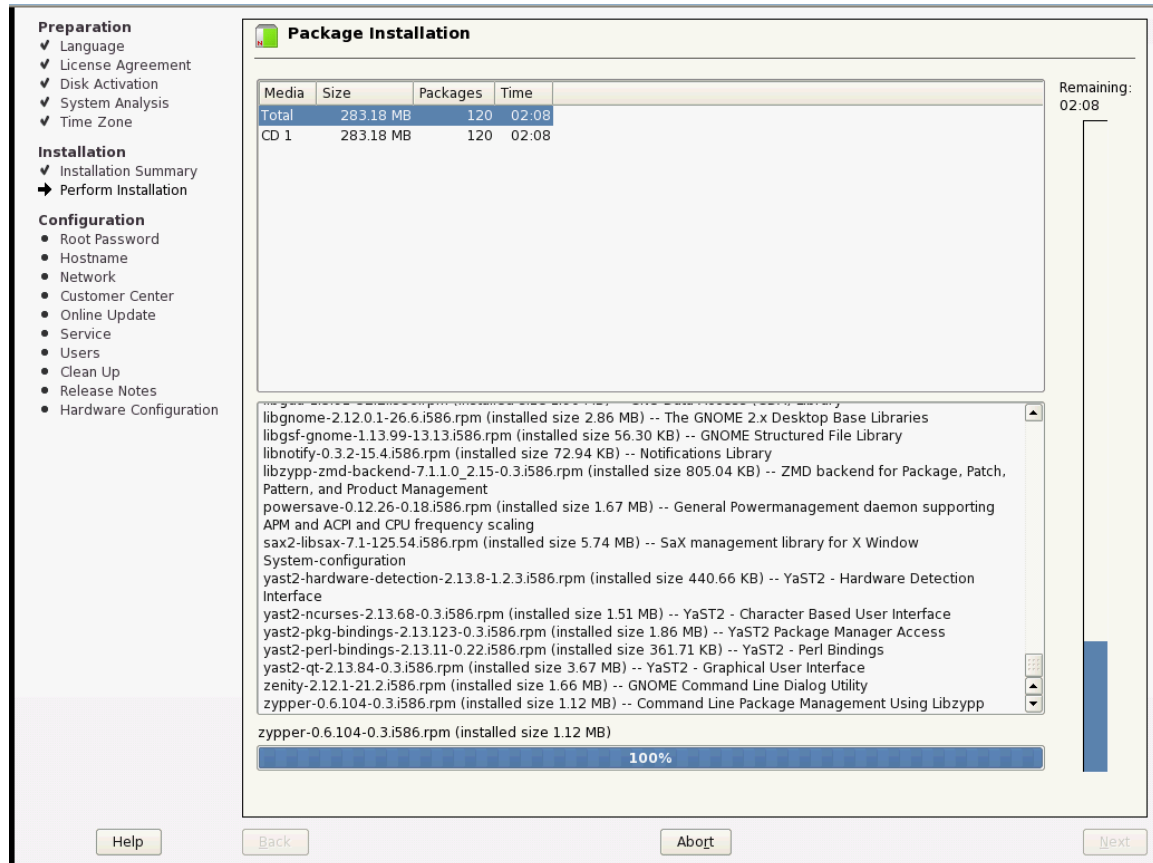 Preparation
Language
License Agreement
Disk Activation
System Analysis
Time Zone
Installation
Installation Summary
Perform Installation
Configuration
Root Password
Hostname
Network
Customer Center
Online Update
Service
Users
Clean Up
Release Notes
Hardware Configuration
Package Installation
Media Size Packages Time
Total 283.18 MB 120 02:08
CD 1 283.18 MB 120 02:08
Remaining:
02:08
libgnome-2.12.0.1-26.6.i586.rpm (installed size 2.86 MB) -- The GNOME 2.x Desktop Base Libraries
libgsf-gnome-1.13.99-13.13.i586.rpm (installed size 56.30 KB) -- GNOME Structured File Library
libnotify-0.3.2-15.4.i586.rpm (installed size 72.94 KB) -- Notifications Library
libzypp-zmd-backend-7.1.1.0_2.15-0.3.i586.rpm (installed size 805.04 KB) -- ZMD backend for Package, Patch,
Pattern, and Product Management
powersave-0.12.26-0.18.i586.rpm (installed size 1.67 MB) -- General Powermanagement daemon supporting
APM and ACPI and CPU frequency scaling
sax2-libsax-7.1-125.54.i586.rpm (installed size 5.74 MB) -- SaX management library for X Window
System-configuration
yast2-hardware-detection-2.13.8-1.2.3.i586.rpm (installed size 440.66 KB) -- YaST2 - Hardware Detection
Interface
yast2-ncurses-2.13.68-0.3.i586.rpm (installed size 1.51 MB) -- YaST2 - Character Based User Interface
yast2-pkg-bindings-2.13.123-0.3.i586.rpm (installed size 1.86 MB) -- YaST2 Package Manager Access
yast2-perl-bindings-2.13.11-0.22.i586.rpm (installed size 361.71 KB) -- YaST2 - Perl Bindings
yast2-qt-2.13.84-0.3.i586.rpm (installed size 3.67 MB) -- YaST2 - Graphical User Interface
zenity-2.12.1-21.2.i586.rpm (installed size 1.66 MB) -- GNOME Command Line Dialog Utility
zypper-0.6.104-0.3.i586.rpm (installed size 1.12 MB) -- Command Line Package Management Using Libzypp
zypper-0.6.104-0.3.i586.rpm (installed size 1.12 MB)
100%
Help Back Abort Next